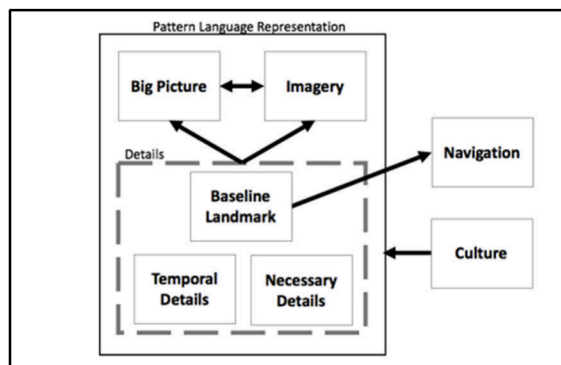 Pattern Language Representation
Big Picture
Imagery
Details
Navigation
Baseline
Landmark
Culture
Temporal
Details
Necessary
Details